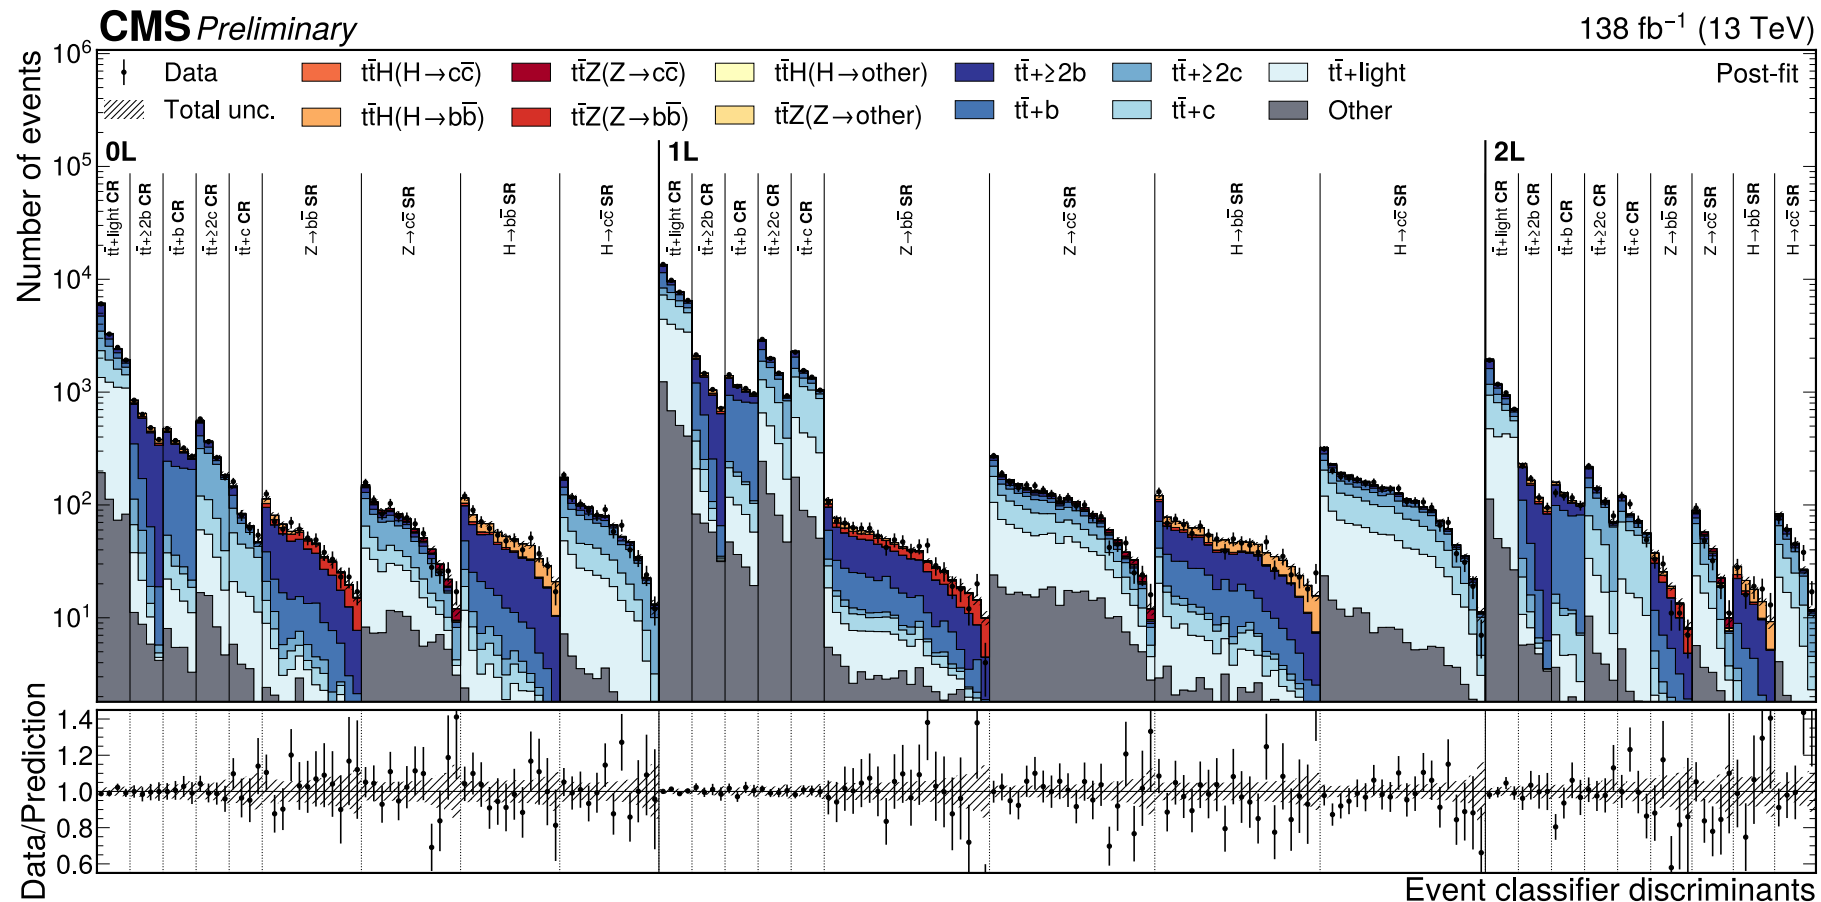 CMS Preliminary
138 fb⁻¹ (13 TeV)
Number of events
10⁶
10⁵
10⁴
10³
10²
10¹
Data
Total unc.
tt̄H(H→cc̄)
tt̄H(H→bb̄)
tt̄Z(Z→cc̄)
tt̄Z(Z→bb̄)
tt̄H(H→other)
tt̄Z(Z→other)
tt̄+≥2b
tt̄+b
tt̄+≥2c
tt̄+c
tt̄+light
Other
Post-fit
0L
tt̄+light CR
tt̄+≥2b CR
tt̄+b CR
tt̄+≥2c CR
tt̄+c CR
Z→bb̄ SR
Z→cc̄ SR
H→bb̄ SR
H→cc̄ SR
1L
tt̄+light CR
tt̄+≥2b CR
tt̄+b CR
tt̄+≥2c CR
tt̄+c CR
Z→bb̄ SR
Z→cc̄ SR
H→bb̄ SR
H→cc̄ SR
2L
tt̄+light CR
tt̄+≥2b CR
tt̄+b CR
tt̄+≥2c CR
tt̄+c CR
Z→bb̄ SR
Z→cc̄ SR
H→bb̄ SR
H→cc̄ SR
Data/Prediction
1.4
1.2
1.0
0.8
0.6
Event classifier discriminants